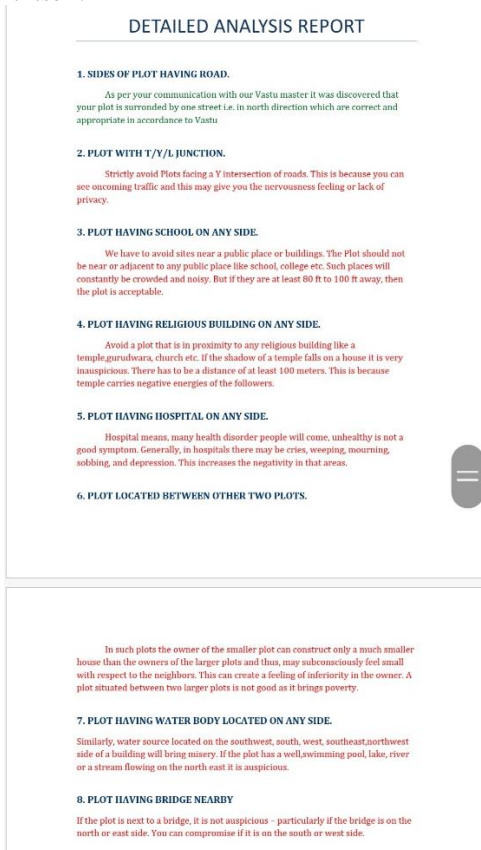 DETAILED ANALYSIS REPORT
1. SIDES OF PLOT HAVING ROAD.
As per your communication with our Vastu master it was discovered that
your plot is surronded by one street i.e. in north direction which are correct and
appropriate in accordance to Vastu
2. PLOT WITH T/Y/L JUNCTION.
Strictly avoid Plots facing a Y intersection of roads. This is because you can
see oncoming traffic and this may give you the nervousness feeling or lack of
privacy.
3. PLOT HAVING SCHOOL ON ANY SIDE.
We have to avoid sites near a public place or buildings. The Plot should not
be near or adjacent to any public place like school, college etc. Such places will
constantly be crowded and noisy. But if they are at least 80 ft to 100 ft away, then
the plot is acceptable.
4. PLOT HAVING RELIGIOUS BUILDING ON ANY SIDE.
Avoid a plot that is in proximity to any religious building like a
temple,gurudwara, church etc. If the shadow of a temple falls on a house it is very
inauspicious. There has to be a distance of at least 100 meters. This is because
temple carries negative energies of the followers.
5. PLOT HAVING HOSPITAL ON ANY SIDE.
Hospital means, many health disorder people will come, unhealthy is not a
good symptom. Generally, in hospitals there may be cries, weeping, mourning,
sobbing, and depression. This increases the negativity in that areas.
6. PLOT LOCATED BETWEEN OTHER TWO PLOTS.
In such plots the owner of the smaller plot can construct only a much smaller
house than the owners of the larger plots and thus, may subconsciously feel small
with respect to the neighbors. This can create a feeling of inferiority in the owner. A
plot situated between two larger plots is not good as it brings poverty.
7. PLOT HAVING WATER BODY LOCATED ON ANY SIDE.
Similarly, water source located on the southwest, south, west, southeast,northwest
side of a building will bring misery. If the plot has a well,swimming pool, lake, river
or a stream flowing on the north east it is auspicious.
8. PLOT HAVING BRIDGE NEARBY
If the plot is next to a bridge, it is not auspicious – particularly if the bridge is on the
north or east side. You can compromise if it is on the south or west side.